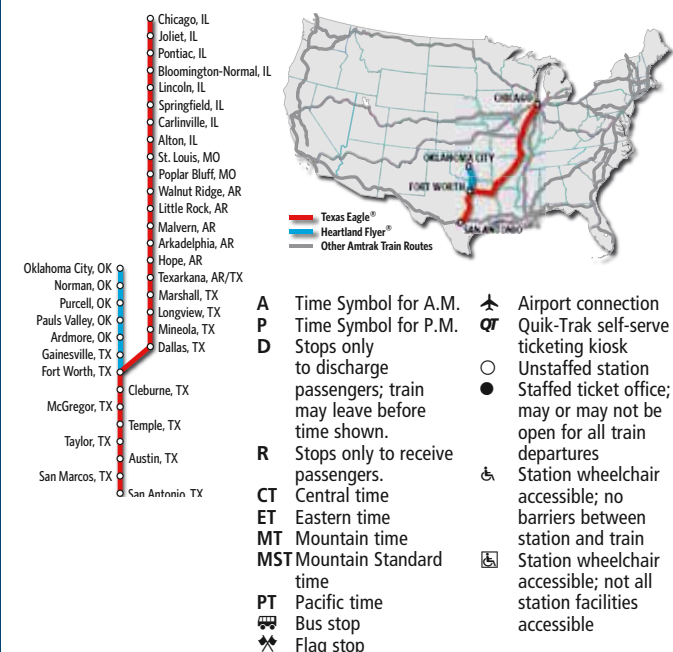 Chicago, IL
Joliet, IL
Pontiac, IL
Bloomington-Normal, IL
Lincoln, IL
Springfield, IL
Carlinville, IL
Alton, IL
St. Louis, MO
Poplar Bluff, MO
Walnut Ridge, AR
Little Rock, AR
Malvern, AR
Arkadelphia, AR
Hope, AR
Texarkana, AR/TX
Marshall, TX
Longview, TX
Mineola, TX
Dallas, TX
Oklahoma City, OK
Norman, OK
Purcell, OK
Pauls Valley, OK
Ardmore, OK
Gainesville, TX
Fort Worth, TX
Cleburne, TX
McGregor, TX
Temple, TX
Taylor, TX
Austin, TX
San Marcos, TX
San Antonio, TX
CHICAGO
OKLAHOMA CITY
FORT WORTH
SAN ANTONIO
Texas Eagle®
Heartland Flyer®
Other Amtrak Train Routes
A Time Symbol for A.M.
P Time Symbol for P.M.
D Stops only
to discharge
passengers; train
may leave before
time shown.
R Stops only to receive
passengers.
CT Central time
ET Eastern time
MT Mountain time
MST Mountain Standard
time
PT Pacific time
Bus stop
Flag stop
Airport connection
QT Quik-Trak self-serve
ticketing kiosk
Unstaffed station
Staffed ticket office;
may or may not be
open for all train
departures
Station wheelchair
accessible; no
barriers between
station and train
Station wheelchair
accessible; not all
station facilities
accessible